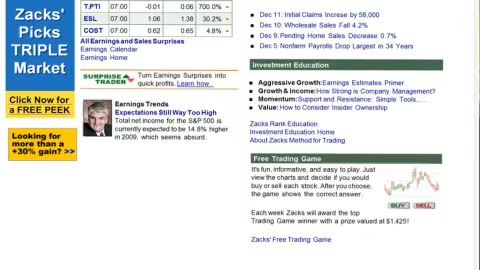 Zacks'
Picks
TRIPLE
Market
Click Now for
a FREE PEEK
Looking for
more than a
+30% gain? >>
T.PTI 07:00 -0.01 0.06 700.0%
ESL 07:00 1.06 1.38 30.2%
COST 07:00 0.62 0.65 4.8%
All Earnings and Sales Surprises
Earnings Calendar
Earnings Home
SURPRISE TRADER
Turn Earnings Surprises into
quick profits. Learn how..
Earnings Trends
Expectations Still Way Too High
Total net income for the S&P 500 is
currently expected to be 14.8% higher
in 2009, which seems absurd.
Dec 11: Initial Claims Increse by 58,000
Dec 10: Wholesale Sales Fall 4.2%
Dec 9: Pending Home Sales Decrease 0.7%
Dec 5: Nonfarm Payrolls Drop Largest in 34 Years
Investment Education
Aggressive Growth:Earnings Estimates Primer
Growth & Income:How Strong is Company Management?
Momentum:Support and Resistance: Simple Tools,...
Value: How to Consider Insider Ownership
Zacks Rank Education
Investment Education Home
About Zacks Method for Trading
Free Trading Game
It's fun, informative, and easy to play. Just
view the charts and decide if you would
buy or sell each stock. After you choose,
the game shows the correct answer.
BUY SELL
Each week Zacks will award the top
Trading Game winner with a prize valued at $1,425!
Zacks' Free Trading Game